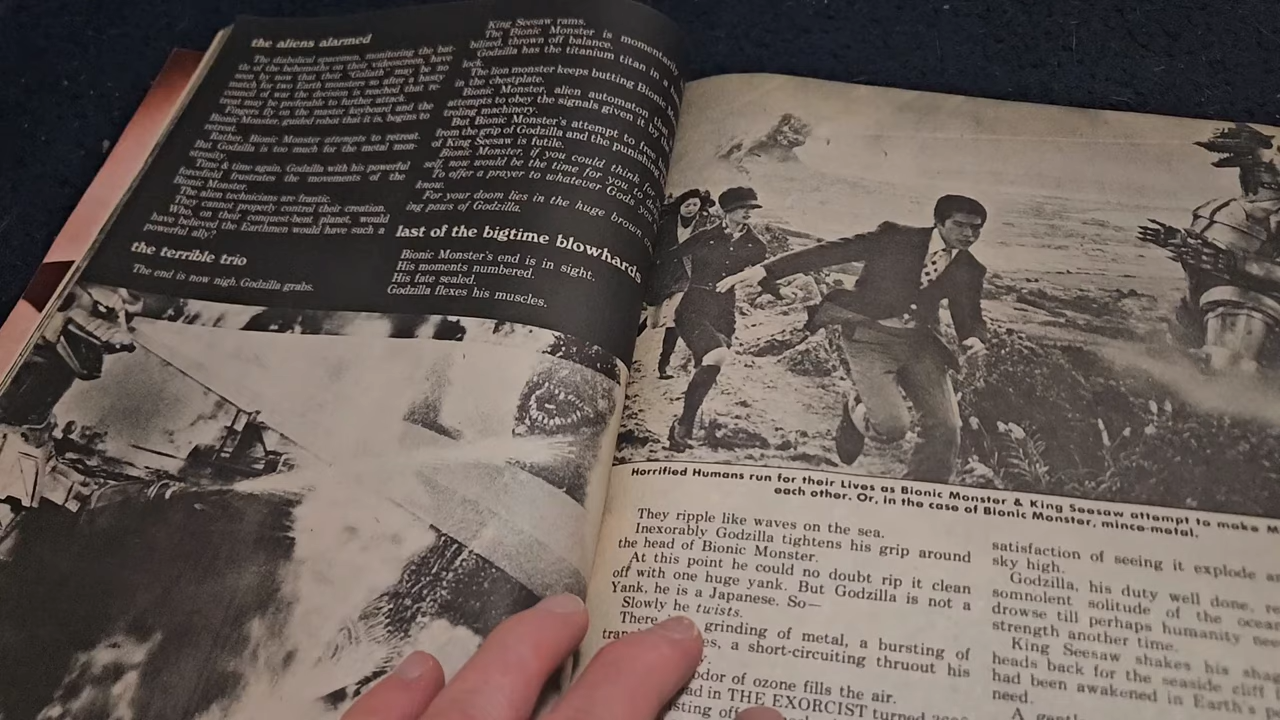 the aliens alarmed
The diabolical spacemen, monitoring the bat-
tle of the behemoths on their videoscreen, have
seen by now that their "Goliath" may be no
match for two Earth monsters so after a hasty
council of war the decision is reached that re-
treat may be preferable to further attack.
Fingers fly on the master keyboard and the
Bionic Monster, guided robot that it is, begins to
retreat.
Rather, Bionic Monster attempts to retreat.
But Godzilla is too much for the metal mon-
strosity.
Time & time again, Godzilla with his powerful
forcefield frustrates the movements of the
Bionic Monster.
The alien technicians are frantic.
They cannot properly control their creation.
Who, on their conquest-bent planet, would
have believed the Earthmen would have such a
powerful ally?
the terrible trio
The end is now nigh. Godzilla grabs.
King Seesaw rams.
The Bionic Monster is momentarily
bilized, thrown off balance.
Godzilla has the titanium titan in a
lock.
The lion monster keeps butting Bionic
in the chestplate.
Bionic Monster, alien automaton that
attempts to obey the signals given it by the
troling machinery.
But Bionic Monster's attempt to free
from the grip of Godzilla and the punishing
of King Seesaw is futile.
Bionic Monster, if you could think for
self, now would be the time for you to
To offer a prayer to whatever Gods you
know.
For your doom lies in the huge brown
ing paws of Godzilla.
last of the bigtime blowhards
Bionic Monster's end is in sight.
His moments numbered.
His fate sealed.
Godzilla flexes his muscles.
Horrified Humans run for their Lives as Bionic Monster & King Seesaw attempt to make
each other. Or, in the case of Bionic Monster, mince-metal.
They ripple like waves on the sea.
Inexorably Godzilla tightens his grip around
the head of Bionic Monster.
At this point he could no doubt rip it clean
off with one huge yank. But Godzilla is not a
Yank, he is a Japanese. So—
Slowly he twists.
There grinding of metal, a bursting of
a short-circuiting thruout his
odor of ozone fills the air.
in THE EXORCIST turned
off
satisfaction of seeing it explode
sky high.
Godzilla, his duty well done,
somnolent solitude of the
drowse till perhaps humanity
strength another time.
King Seesaw shakes his
heads back for the seaside cliff
had been awakened in Earth's
need.
A